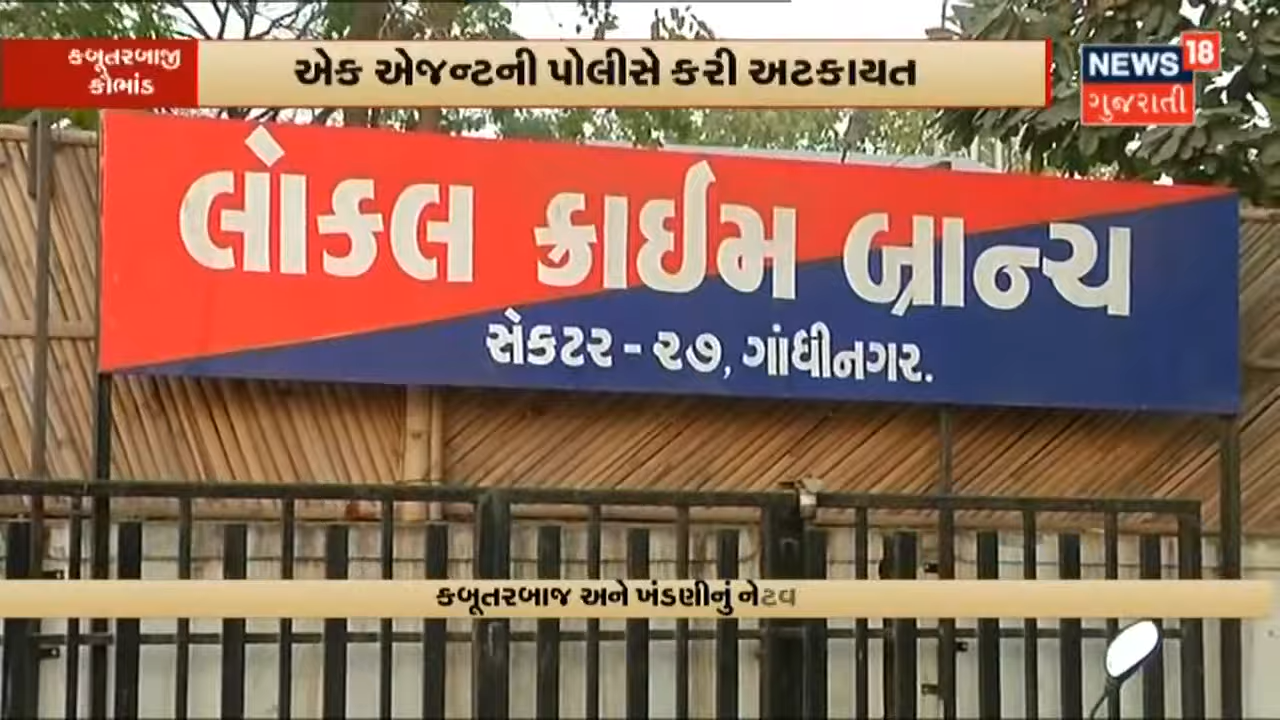 કબૂતરબાજી
કૌભાંડ
એક એજન્ટની પોલીસે કરી અટકાયત
NEWS 18
ગુજરાતી
લોકલ ક્રાઈમ બ્રાન્ચ
સેકટર - ૨૭, ગાંધીનગર.
કબૂતરબાજ અને ખંડણીનું નેટવ